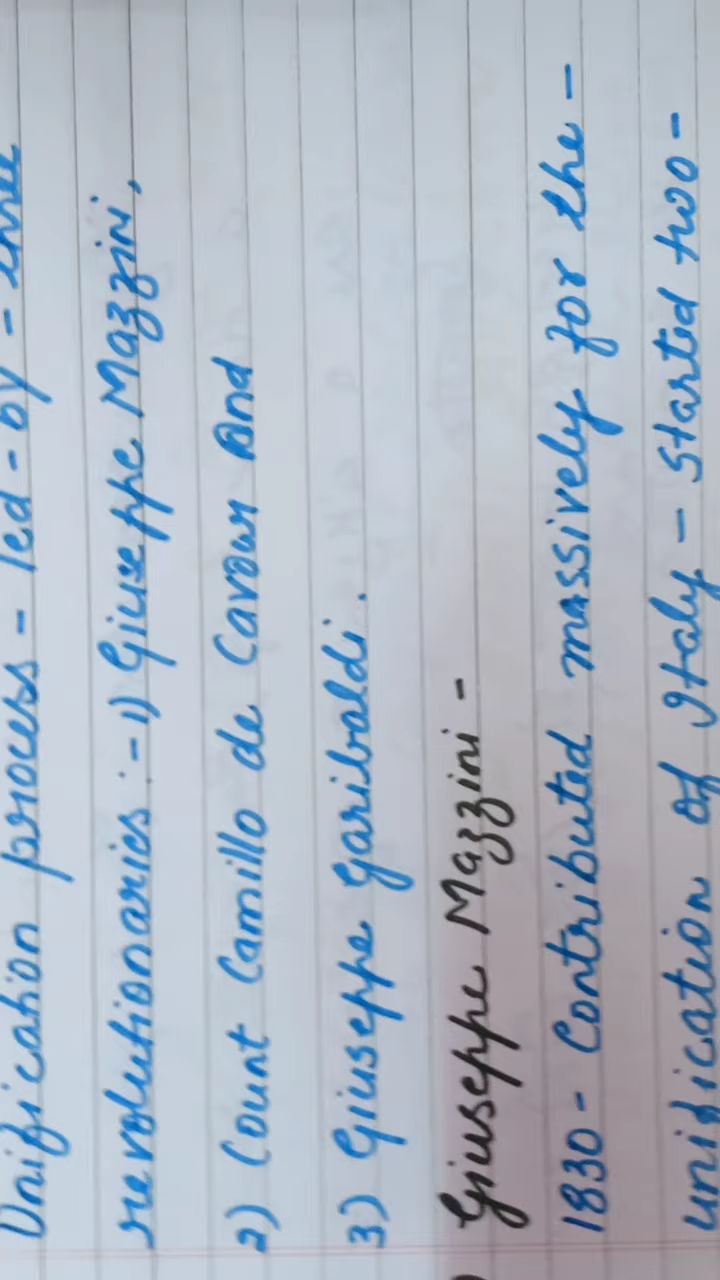 Unification process - led - by - three
revolutionaries :- 1) Giuseppe Mazzini,
2) Count Camillo de Cavour And
3) Giuseppe Garibaldi.
Giuseppe Mazzini -
1830 - Contributed massively for the -
unification of Italy - started two -